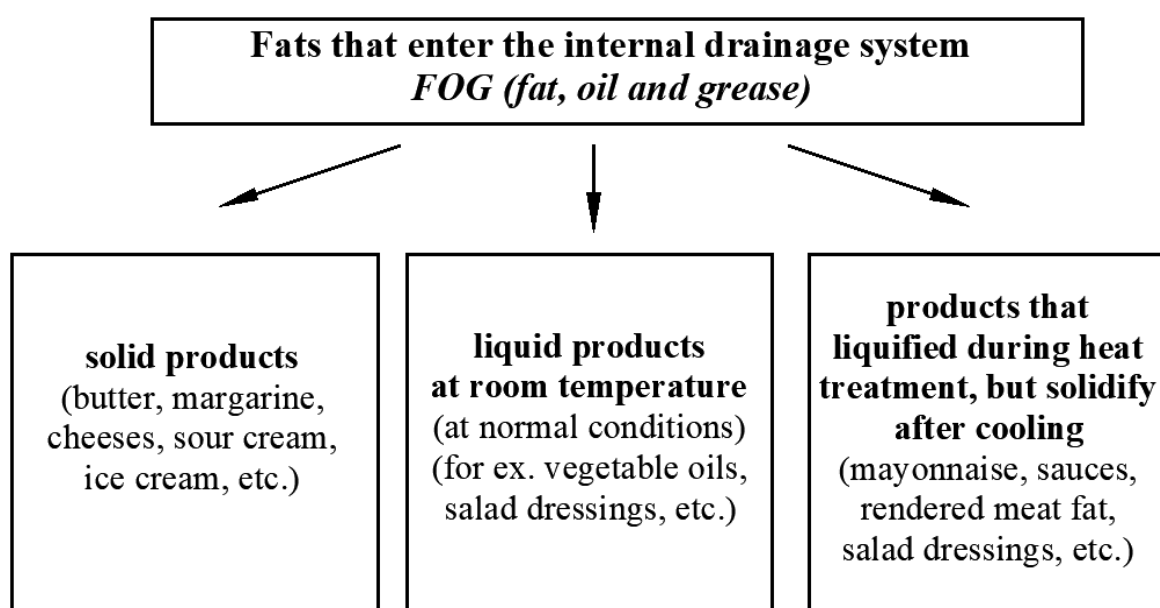 Fats that enter the internal drainage system
FOG (fat, oil and grease)
solid products
(butter, margarine,
cheeses, sour cream,
ice cream, etc.)
liquid products
at room temperature
(at normal conditions)
(for ex. vegetable oils,
salad dressings, etc.)
products that
liquified during heat
treatment, but solidify
after cooling
(mayonnaise, sauces,
rendered meat fat,
salad dressings, etc.)